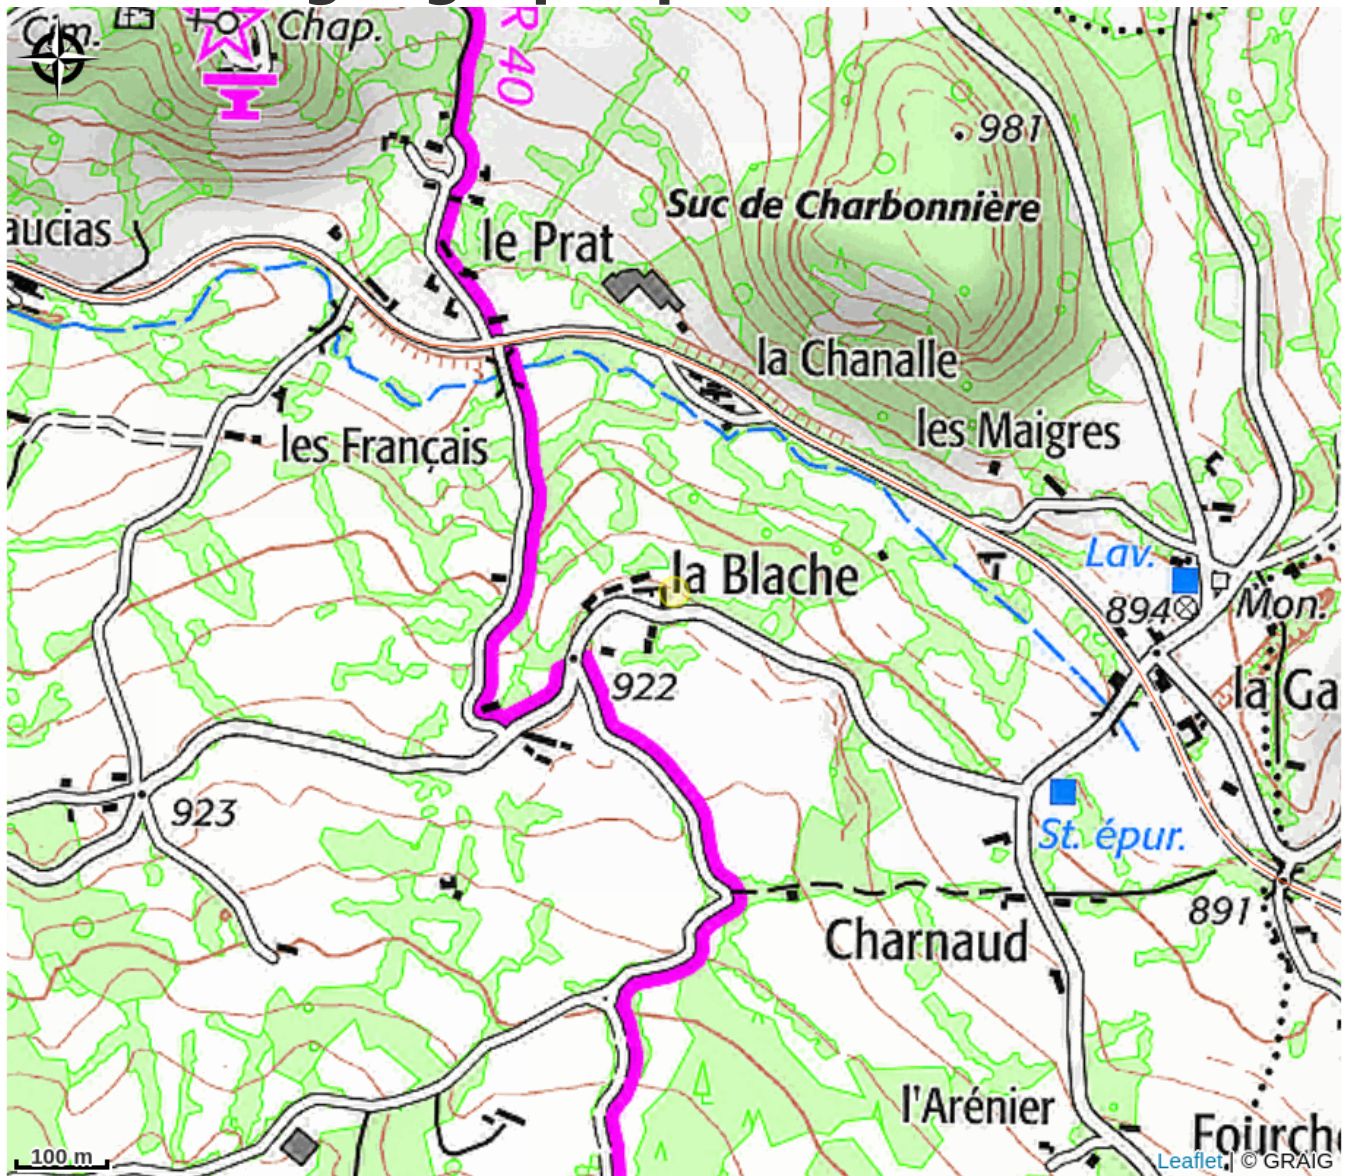 Cim.
Chap.
R 40
981
Suc de Charbonnière
aucias
le Prat
la Chanalle
les Maigres
les Français
la Blache
Lav.
894
Mon.
922
la Ga
923
St. épur.
891
Charnaud
l'Arénier
Fourche
100 m
Leaflet | © GRAIG